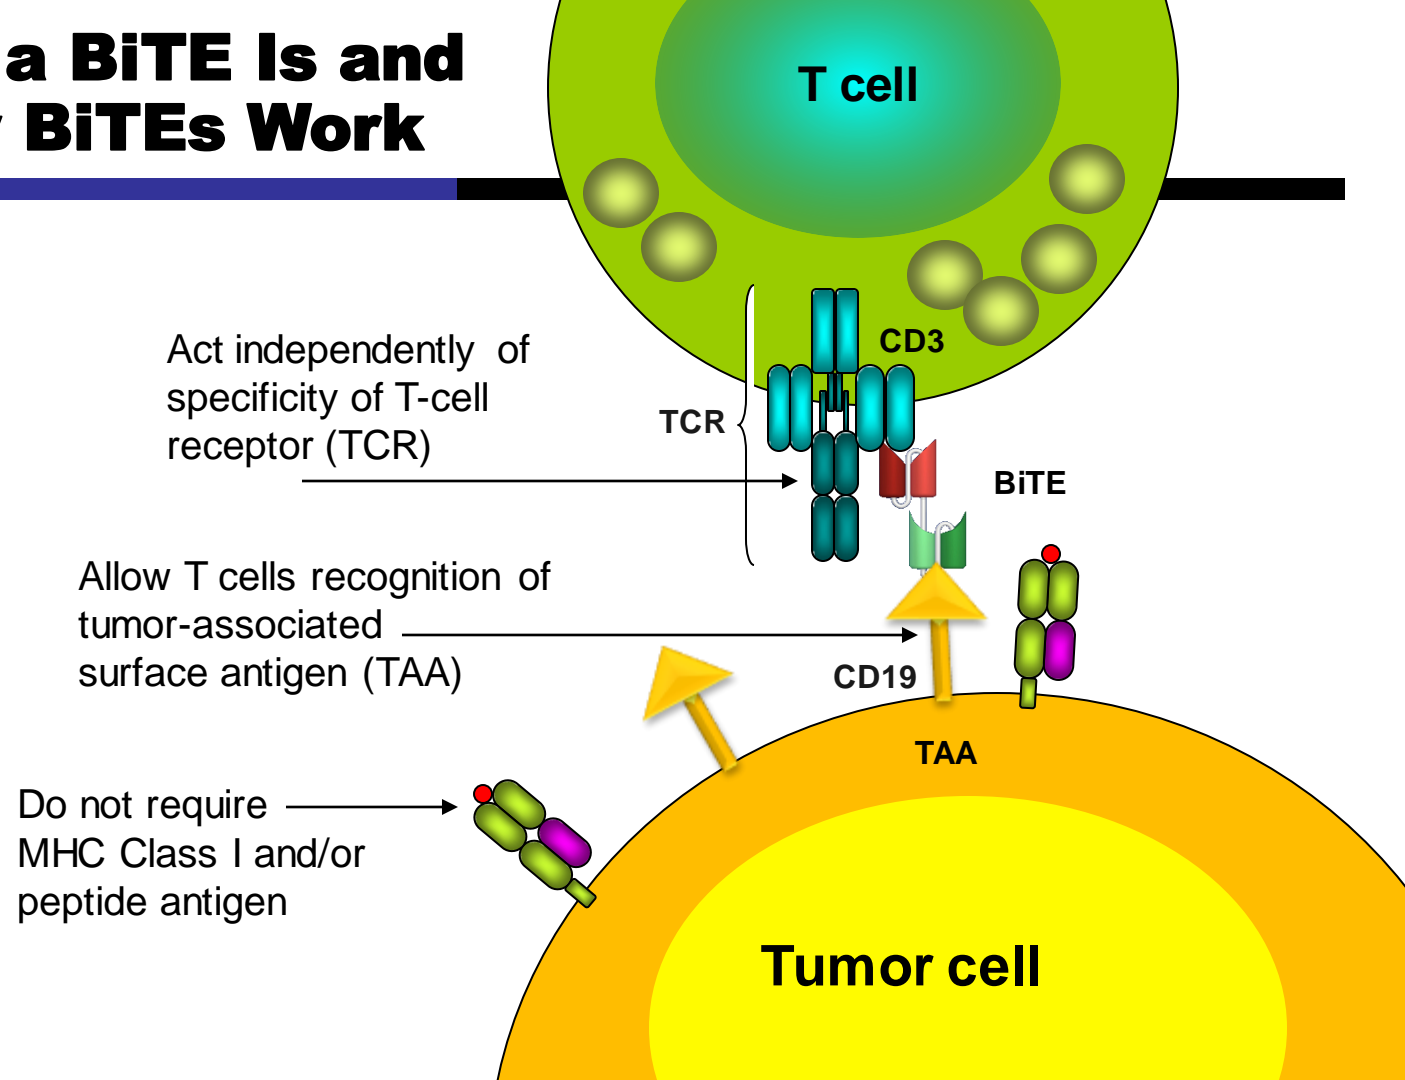 a BiTE Is and
BiTEs Work
T cell
CD3
TCR
BiTE
Act independently of
specificity of T-cell
receptor (TCR)
Allow T cells recognition of
tumor-associated
surface antigen (TAA)
CD19
TAA
Do not require
MHC Class I and/or
peptide antigen
Tumor cell